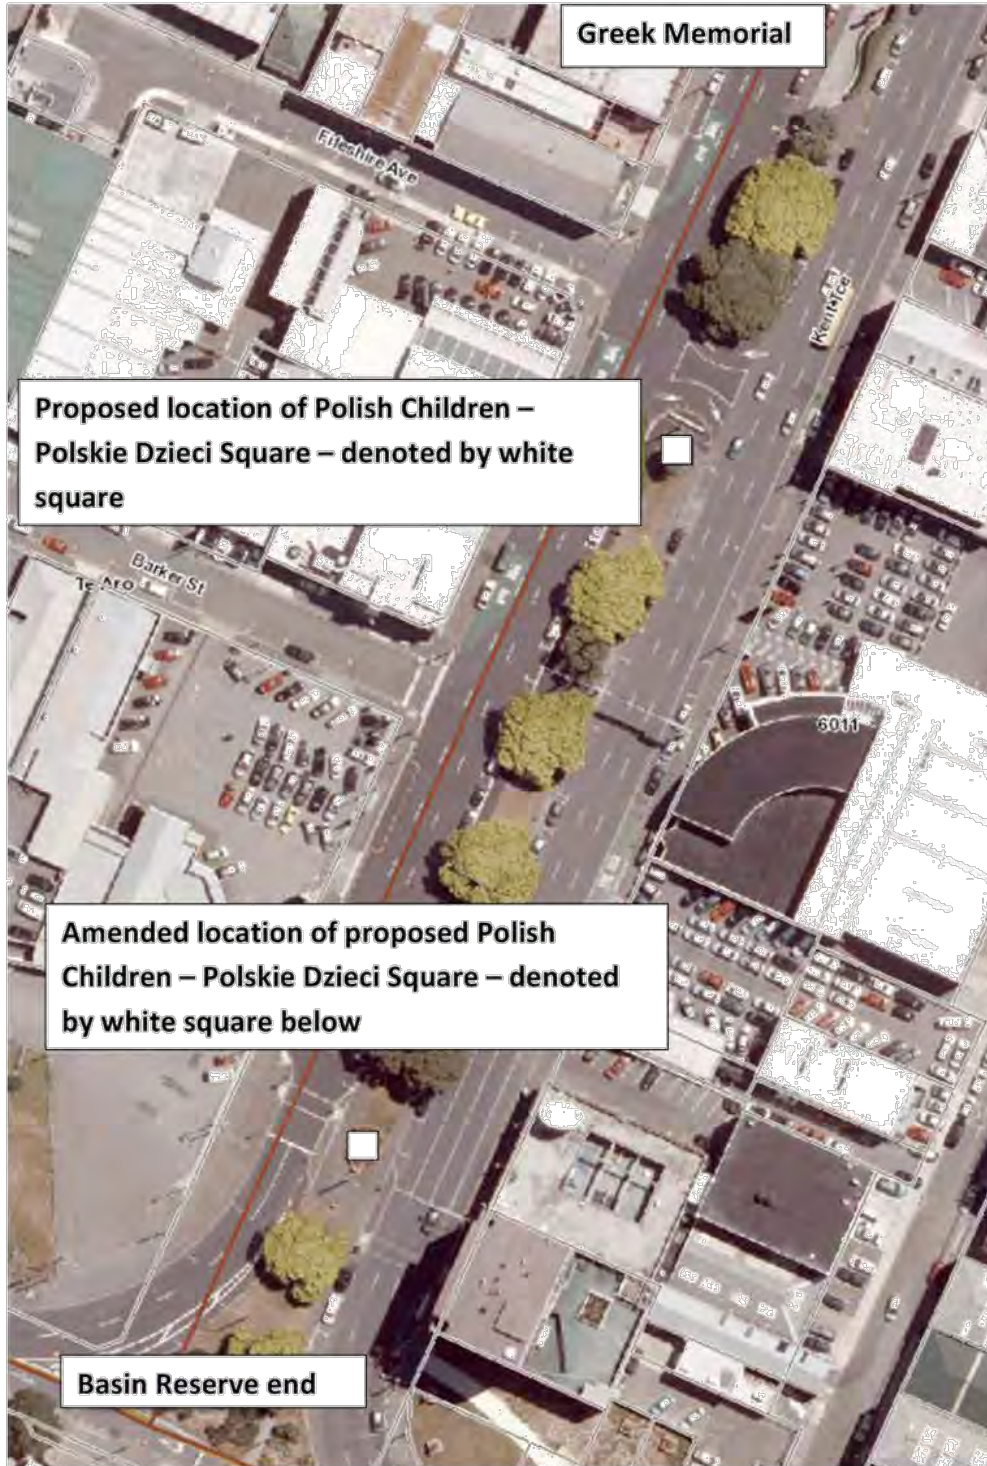 Greek Memorial
Fifeshire Ave
Kent Tce
Proposed location of Polish Children –
Polskie Dzieci Square – denoted by white
square
Barker St
Te Aro
6011
Amended location of proposed Polish
Children – Polskie Dzieci Square – denoted
by white square below
Basin Reserve end